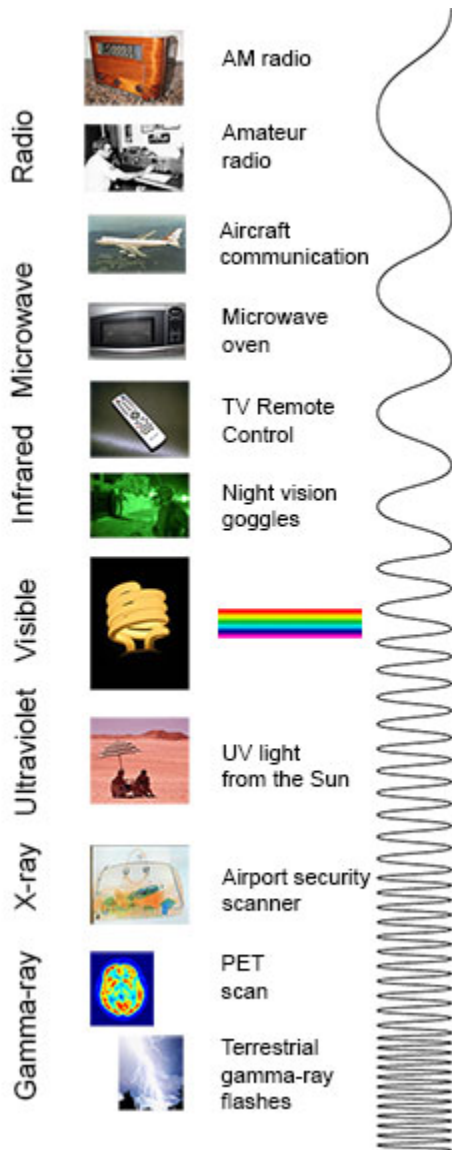 Radio
AM radio
Amateur
radio
Microwave
Aircraft
communication
Microwave
oven
Infrared
TV Remote
Control
Night vision
goggles
Visible
Ultraviolet
UV light
from the Sun
X-ray
Airport security
scanner
Gamma-ray
PET
scan
Terrestrial
gamma-ray
flashes